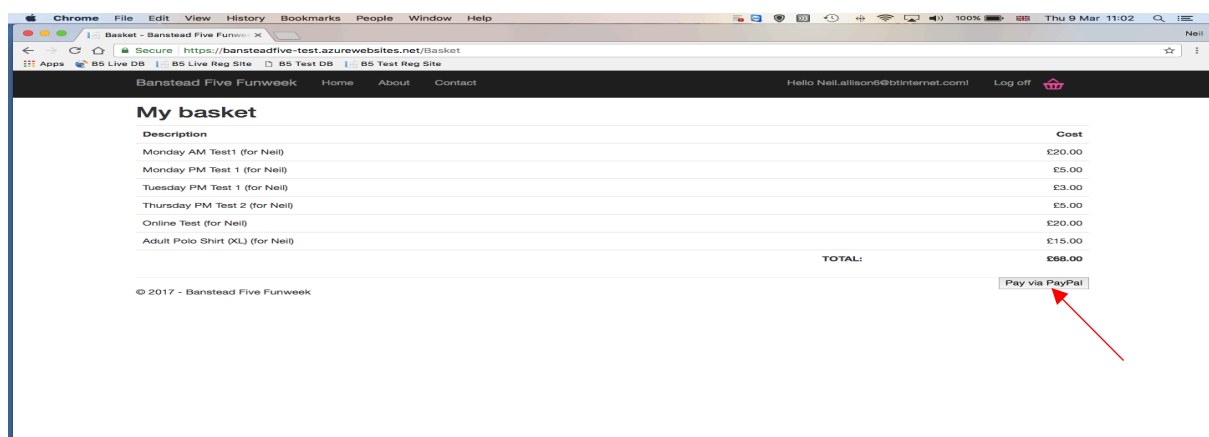 Chrome File Edit View History Bookmarks People Window Help 100% Thu 9 Mar 11:02
Basket - Banstead Five Funwee × Neil
Secure https://bansteadfive-test.azurewebsites.net/Basket
Apps B5 Live DB B5 Live Reg SIte B5 Test DB B5 Test Reg Site
Banstead Five Funweek Home About Contact Hello Neil.allison6@btinternet.com! Log off
My basket
Description Cost
Monday AM Test1 (for Neil) £20.00
Monday PM Test 1 (for Neil) £5.00
Tuesday PM Test 1 (for Neil) £3.00
Thursday PM Test 2 (for Neil) £5.00
Online Test (for Neil) £20.00
Adult Polo Shirt (XL) (for Neil) £15.00
TOTAL: £68.00
Pay via PayPal
© 2017 - Banstead Five Funweek